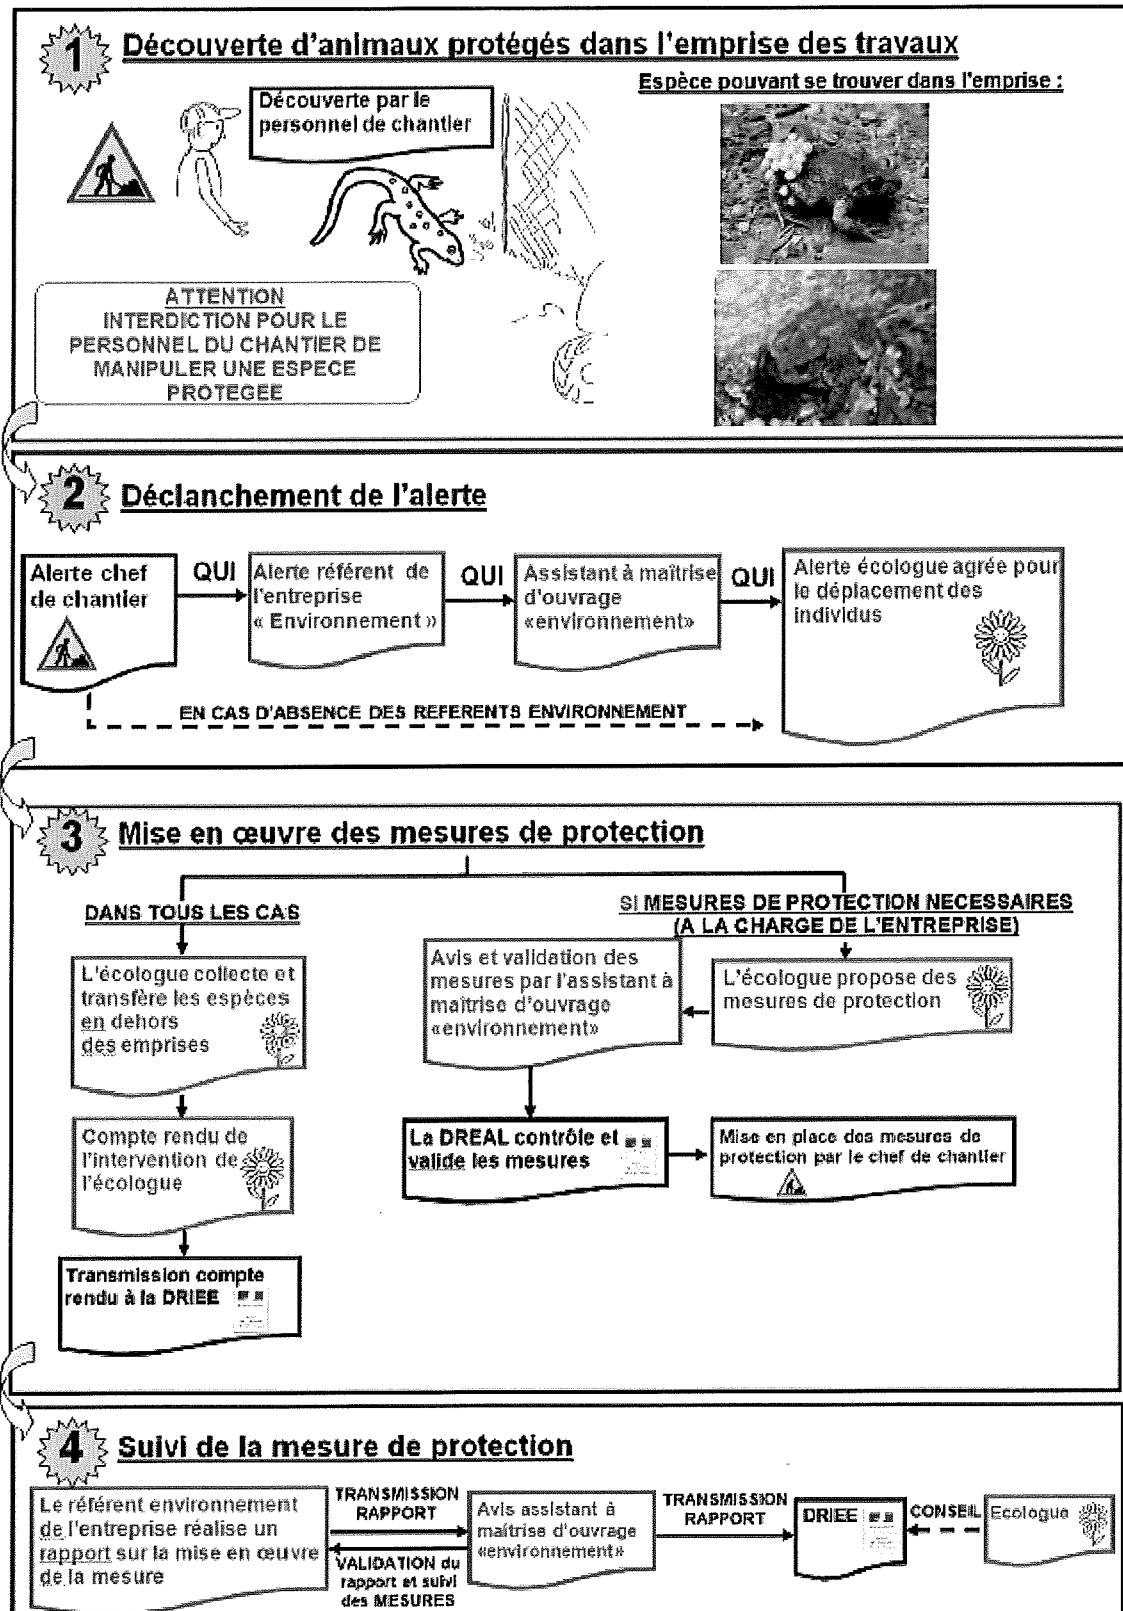 1 Découverte d'animaux protégés dans l'emprise des travaux
Espèce pouvant se trouver dans l'emprise :
Découverte par le
personnel de chantier
ATTENTION
INTERDICTION POUR LE
PERSONNEL DU CHANTIER DE
MANIPULER UNE ESPECE
PROTEGEE
2 Déclanchement de l'alerte
Alerte chef
de chantier
QUI
Alerte référent de
l'entreprise
« Environnement »
QUI
Assistant à maîtrise
d'ouvrage
«environnement»
QUI
Alerte écologue agréé pour
le déplacement des
individus
EN CAS D'ABSENCE DES REFERENTS ENVIRONNEMENT
3 Mise en œuvre des mesures de protection
DANS TOUS LES CAS
L'écologue collecte et
transfère les espèces
en dehors
des emprises
Compte rendu de
l'intervention de
l'écologue
Transmission compte
rendu à la DRIEE
SI MESURES DE PROTECTION NECESSAIRES
(A LA CHARGE DE L'ENTREPRISE)
L'écologue propose des
mesures de protection
Avis et validation des
mesures par l'assistant à
maîtrise d'ouvrage
«environnement»
La DREAL contrôle et
valide les mesures
Mise en place des mesures de
protection par le chef de chantier
4 Suivi de la mesure de protection
Le référent environnement
de l'entreprise réalise un
rapport sur la mise en œuvre
de la mesure
TRANSMISSION
RAPPORT
VALIDATION du
rapport et suivi
des MESURES
Avis assistant à
maîtrise d'ouvrage
«environnement»
TRANSMISSION
RAPPORT
DRIEE
CONSEIL
Ecologue